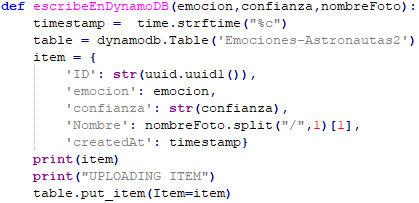 def escribeEnDynamoDB(emocion,confianza,nombreFoto):
    timestamp =  time.strftime("%c")
    table = dynamodb.Table('Emociones-Astronautas2')
    item = {
        'ID': str(uuid.uuid1()),
        'emocion': emocion,
        'confianza': str(confianza),
        'Nombre': nombreFoto.split("/",1)[1],
        'createdAt': timestamp}
    print(item)
    print("UPLOADING ITEM")
    table.put_item(Item=item)